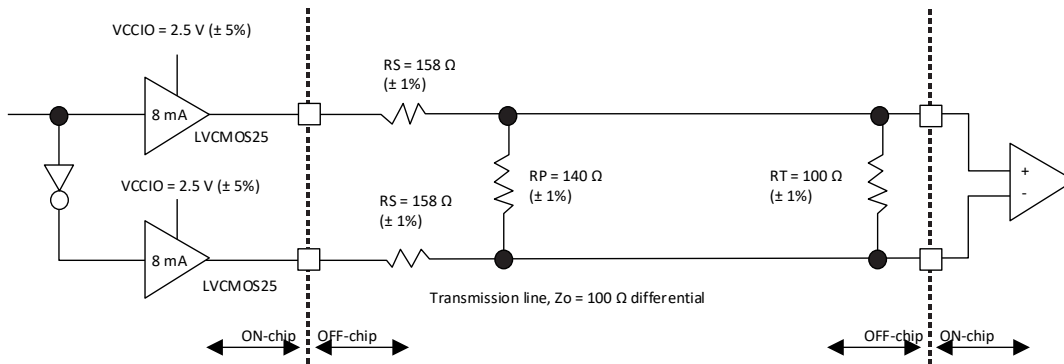 VCCIO = 2.5 V (± 5%)
8 mA
LVCMOS25
RS = 158 Ω
(± 1%)
VCCIO = 2.5 V (± 5%)
8 mA
LVCMOS25
RS = 158 Ω
(± 1%)
RP = 140 Ω
(± 1%)
RT = 100 Ω
(± 1%)
+
-
Transmission line, Zo = 100 Ω differential
ON-chip
OFF-chip
OFF-chip
ON-chip